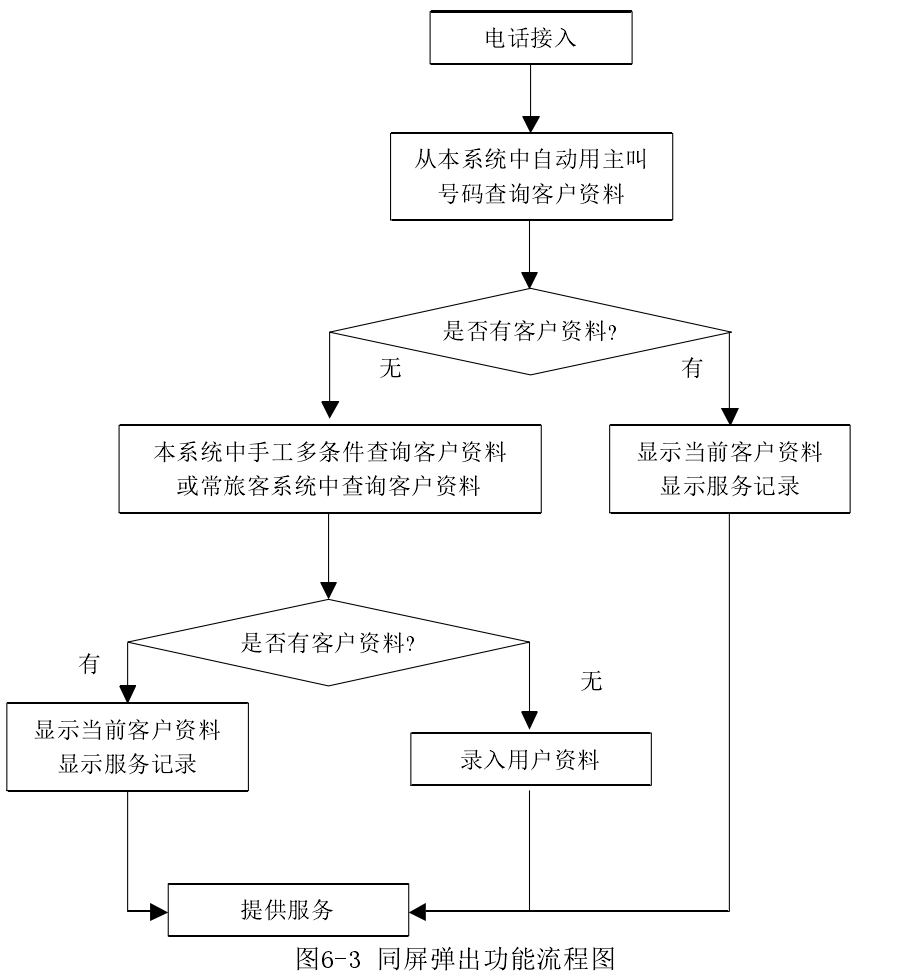 电话接入
从本系统中自动用主叫
号码查询客户资料
是否有客户资料?
无
有
本系统中手工多条件查询客户资料
或常旅客系统中查询客户资料
显示当前客户资料
显示服务记录
是否有客户资料?
有
无
显示当前客户资料
显示服务记录
录入用户资料
提供服务
图6-3 同屏弹出功能流程图